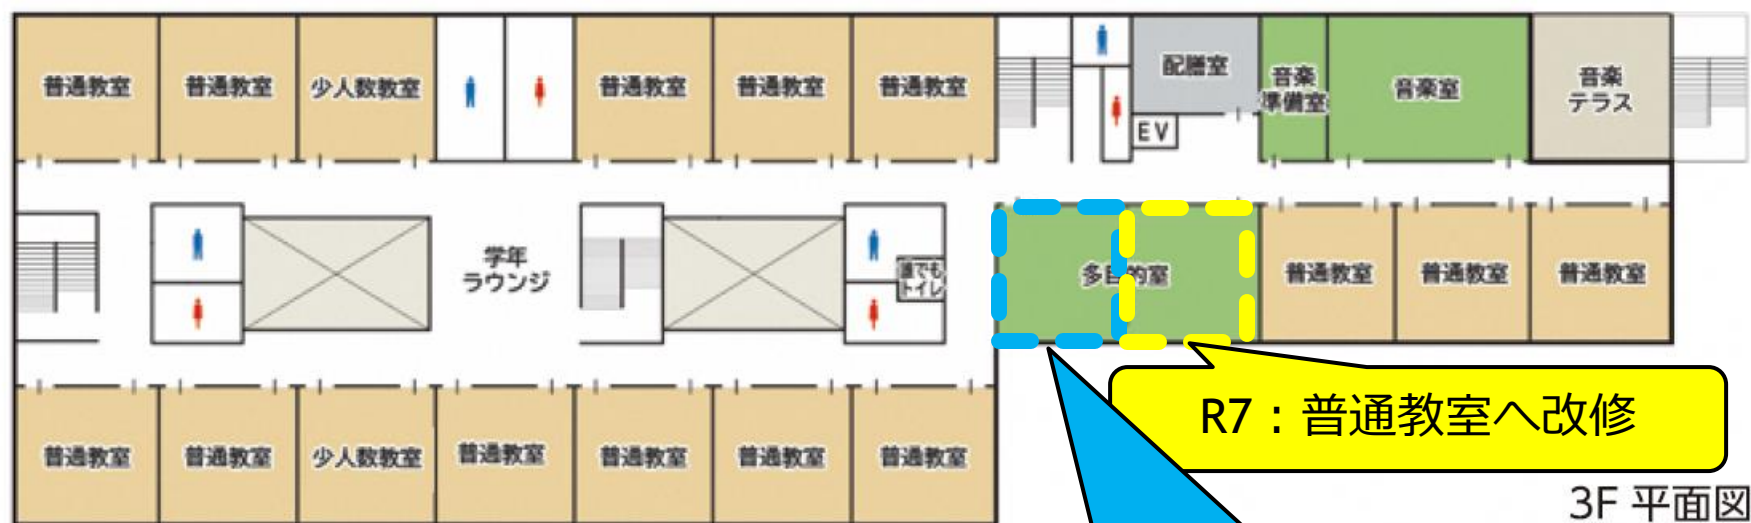 普通教室
普通教室
少人数教室
普通教室
普通教室
普通教室
配膳室
EV
音楽
準備室
音楽室
音楽
テラス
学年
ラウンジ
誰でも
トイレ
多目的室
普通教室
普通教室
普通教室
R7：普通教室へ改修
普通教室
普通教室
少人数教室
普通教室
普通教室
普通教室
普通教室
3F 平面図